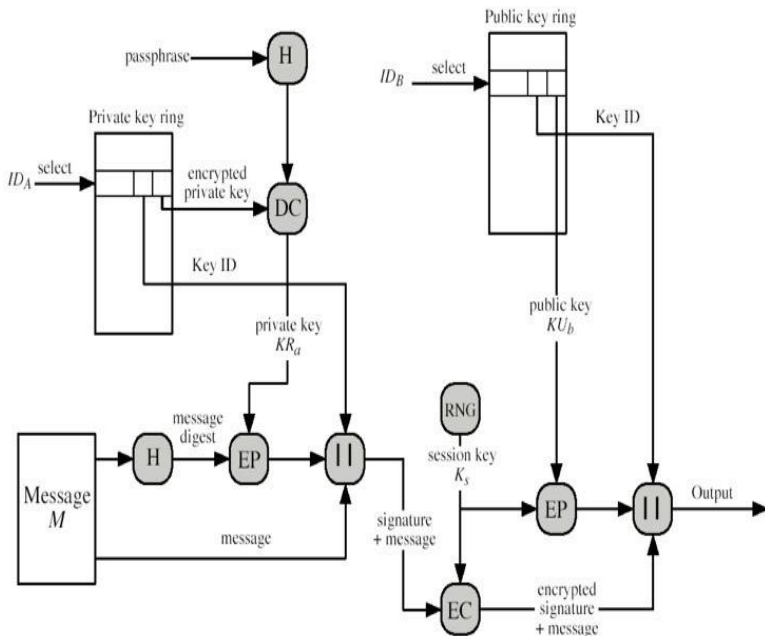 Public key ring
passphrase
H
ID_B
select
Key ID
Private key ring
ID_A
select
encrypted
private key
DC
Key ID
private key
KR_a
public key
KU_b
RNG
session key
K_s
message
digest
Message
M
H
EP
||
message
signature
+ message
EP
||
Output
EC
encrypted
signature
+ message